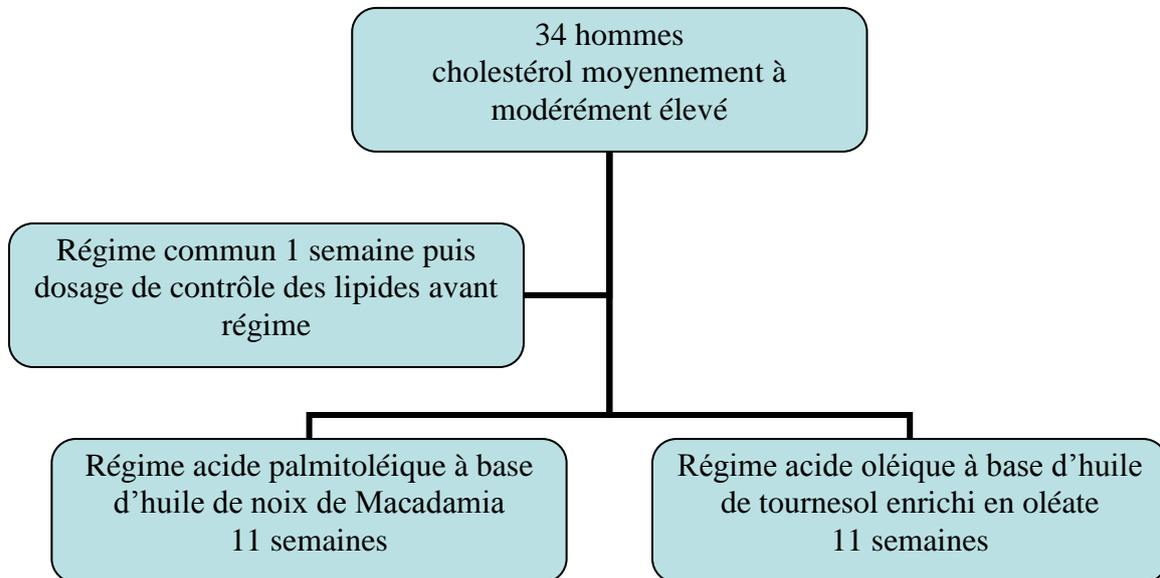 34 hommes
cholestérol moyennement à
modérément élevé
Régime commun 1 semaine puis
dosage de contrôle des lipides avant
régime
Régime acide palmitoléique à base
d’huile de noix de Macadamia
11 semaines
Régime acide oléique à base d’huile
de tournesol enrichi en oléate
11 semaines